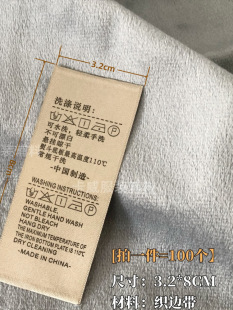 3.2cm
洗涤说明:
可水洗,轻柔手洗
不可漂白
悬挂晾干
熨斗底板最高温度110℃
常规干洗
-中国制造-
WASHING INSTRUCTIONS:
WASHABLE
GENTLE HAND WASH
NOT BLEACH
HANG DRY
THE MAXIMUM TEMPERATURE OF
THE IRON BOTTOM PLATE IS 110℃
DRY CLEANING
-MADE IN CHINA-
[拍一件=100个]
尺寸:3.2*8CM
材料:织边带